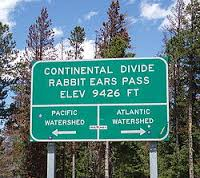 CONTINENTAL DIVIDE
RABBIT EARS PASS
ELEV 9426 FT
PACIFIC ATLANTIC
WATERSHED WATERSHED